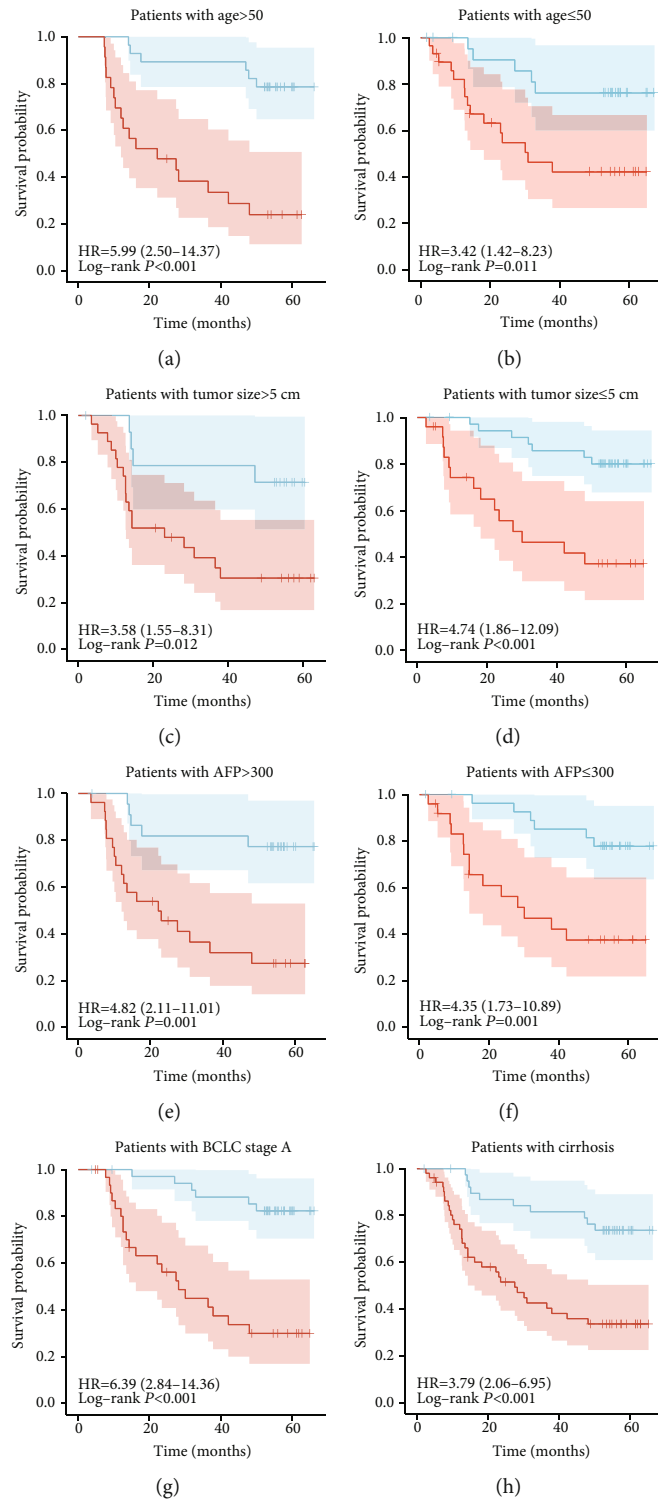 Patients with age>50
Survival probability
1.0
0.8
0.6
0.4
0.2
0.0
HR=5.99 (2.50–14.37)
Log–rank P<0.001
0 20 40 60
Time (months)
(a)
Patients with age≤50
Survival probability
1.0
0.8
0.6
0.4
0.2
0.0
HR=3.42 (1.42–8.23)
Log–rank P=0.011
0 20 40 60
Time (months)
(b)
Patients with tumor size>5 cm
Survival probability
1.0
0.8
0.6
0.4
0.2
0.0
HR=3.58 (1.55–8.31)
Log–rank P=0.012
0 20 40 60
Time (months)
(c)
Patients with tumor size≤5 cm
Survival probability
1.0
0.8
0.6
0.4
0.2
0.0
HR=4.74 (1.86–12.09)
Log–rank P<0.001
0 20 40 60
Time (months)
(d)
Patients with AFP>300
Survival probability
1.0
0.8
0.6
0.4
0.2
0.0
HR=4.82 (2.11–11.01)
Log–rank P=0.001
0 20 40 60
Time (months)
(e)
Patients with AFP≤300
Survival probability
1.0
0.8
0.6
0.4
0.2
0.0
HR=4.35 (1.73–10.89)
Log–rank P=0.001
0 20 40 60
Time (months)
(f)
Patients with BCLC stage A
Survival probability
1.0
0.8
0.6
0.4
0.2
0.0
HR=6.39 (2.84–14.36)
Log–rank P<0.001
0 20 40 60
Time (months)
(g)
Patients with cirrhosis
Survival probability
1.0
0.8
0.6
0.4
0.2
0.0
HR=3.79 (2.06–6.95)
Log–rank P<0.001
0 20 40 60
Time (months)
(h)